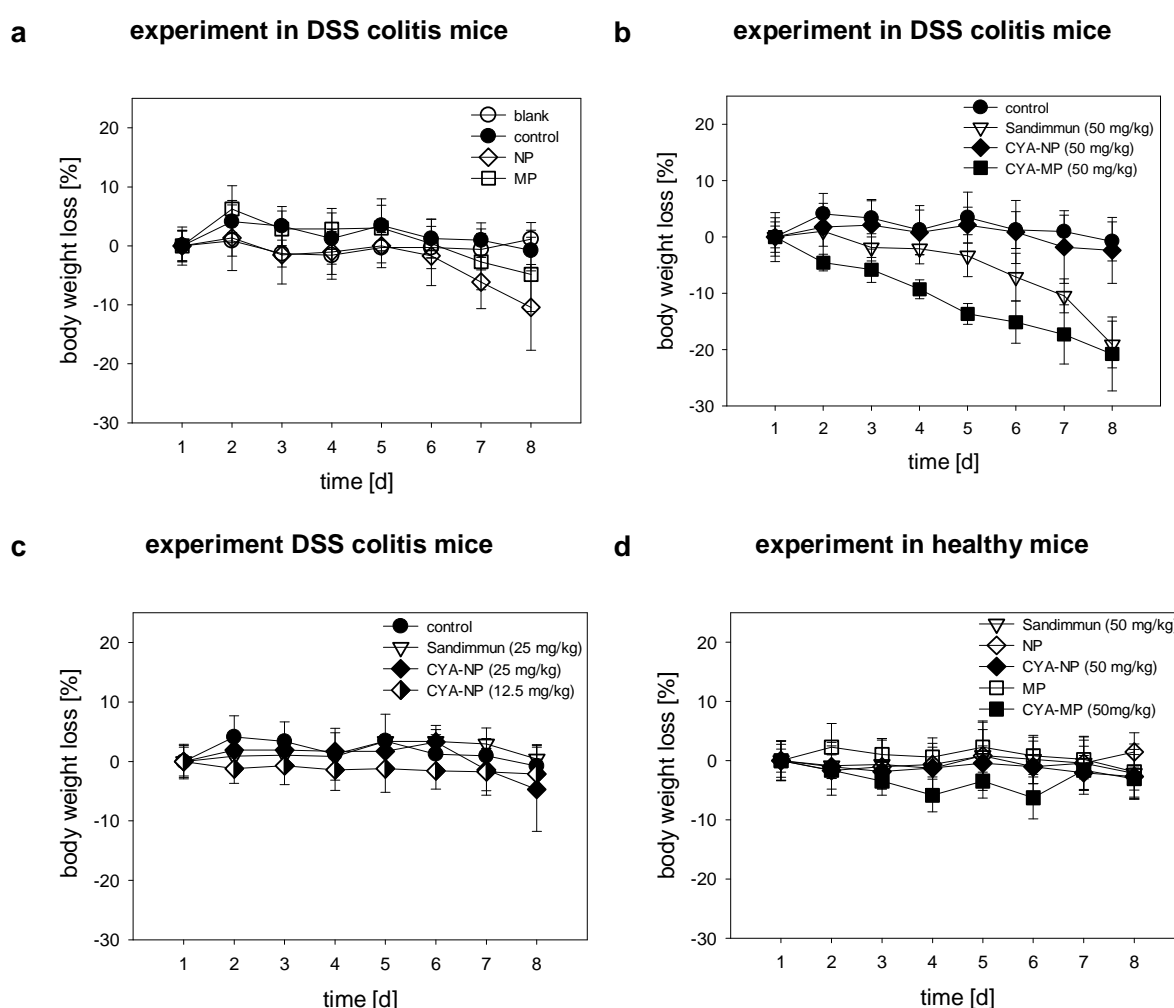 a experiment in DSS colitis mice
body weight loss [%]
20
10
0
-10
-20
-30
blank
control
NP
MP
1 2 3 4 5 6 7 8
time [d]
b experiment in DSS colitis mice
body weight loss [%]
20
10
0
-10
-20
-30
control
Sandimmun (50 mg/kg)
CYA-NP (50 mg/kg)
CYA-MP (50 mg/kg)
1 2 3 4 5 6 7 8
time [d]
c experiment DSS colitis mice
body weight loss [%]
20
10
0
-10
-20
-30
control
Sandimmun (25 mg/kg)
CYA-NP (25 mg/kg)
CYA-NP (12.5 mg/kg)
1 2 3 4 5 6 7 8
time [d]
d experiment in healthy mice
body weight loss [%]
20
10
0
-10
-20
-30
Sandimmun (50 mg/kg
NP
CYA-NP (50 mg/kg)
MP
CYA-MP (50mg/kg)
1 2 3 4 5 6 7 8
time [d]